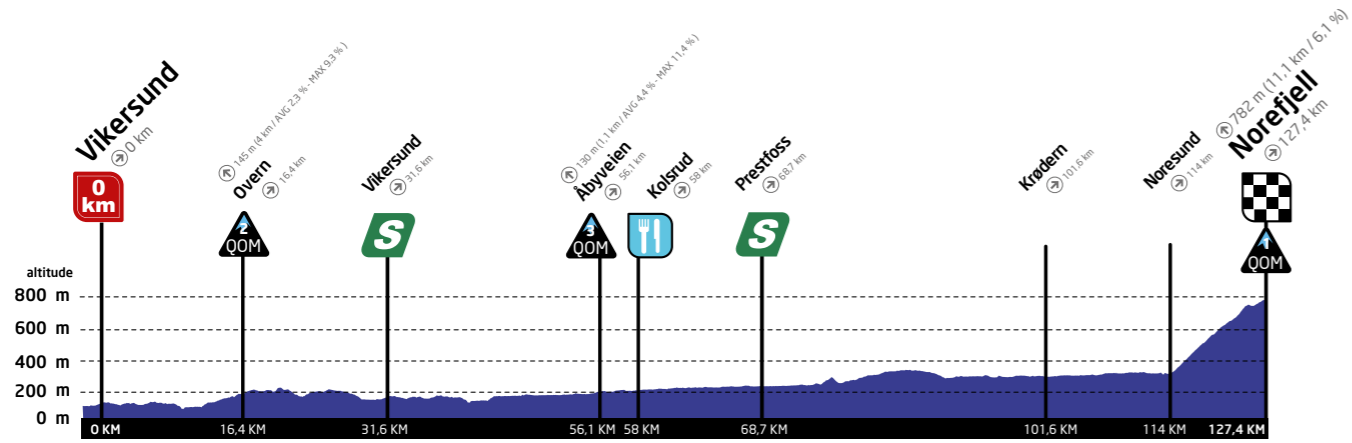 Vikersund
0 km
0
km
145 m (4 km / AVG 2,3 % - MAX 9,3 % )
Overn
16,4 km
2
QOM
Vikersund
31,6 km
S
130 m (1,1 km / AVG 4,4 % - MAX 11,4 % )
Åbyveien
56,1 km
3
QOM
Kolsrud
58 km
Prestfoss
68,7 km
S
Krødern
101,6 km
Noresund
114 km
782 m (11,1 km / 6,1 %)
Norefjell
127,4 km
1
QOM
altitude
800 m
600 m
400 m
200 m
0 m
0 KM
16,4 KM
31,6 KM
56,1 KM
58 KM
68,7 KM
101,6 KM
114 KM
127,4 KM